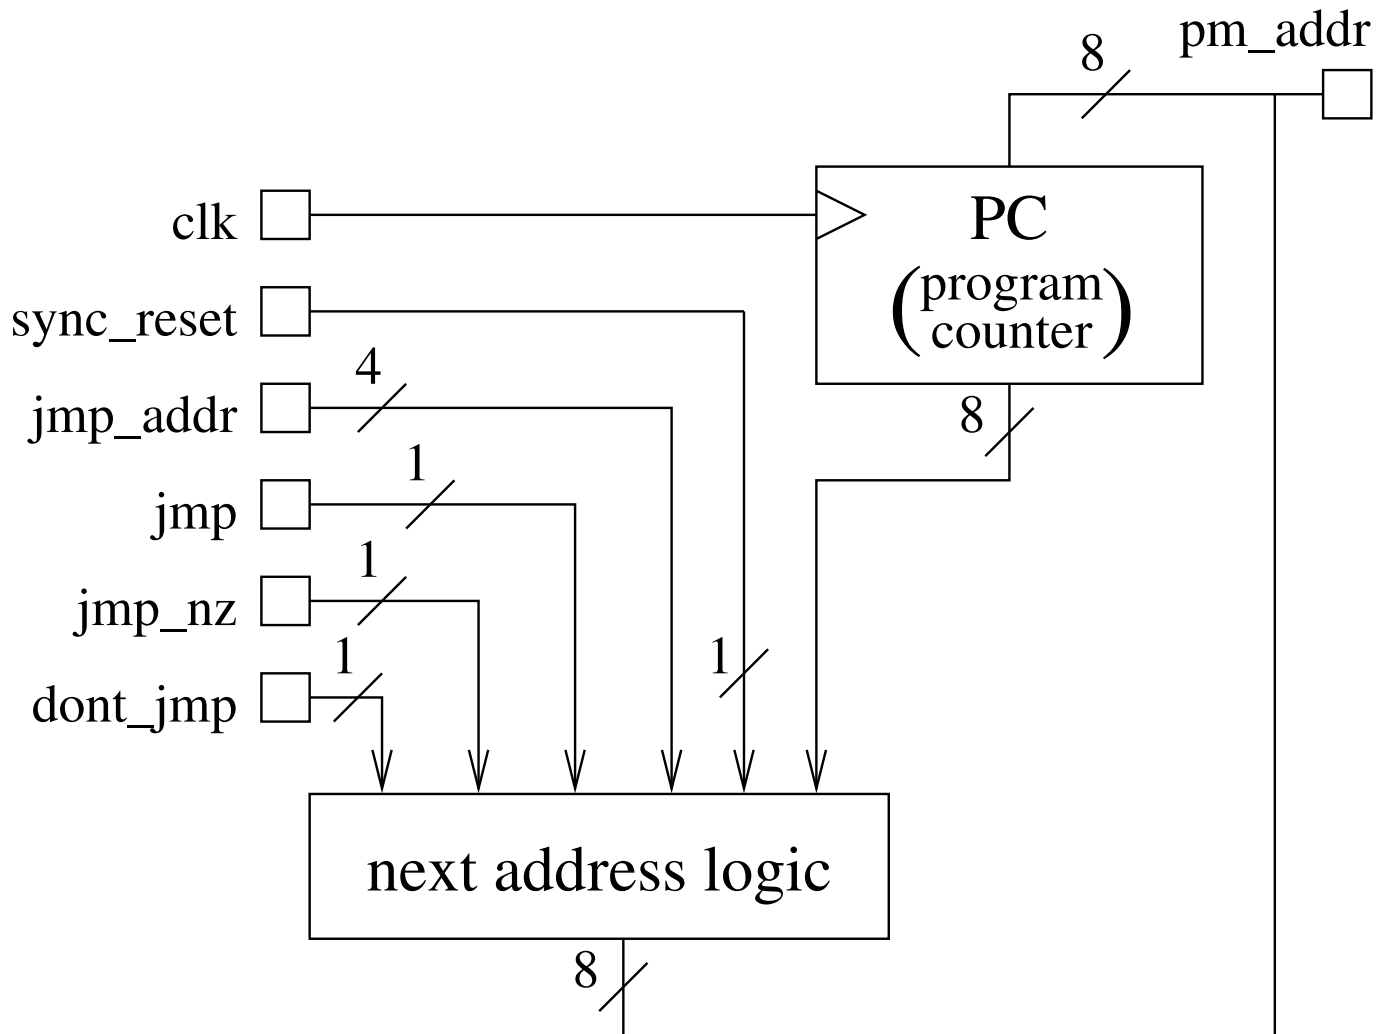 pm_addr
8
clk
PC
(program
counter)
sync_reset
4
jmp_addr
8
1
jmp
1
jmp_nz
1
1
dont_jmp
next address logic
8